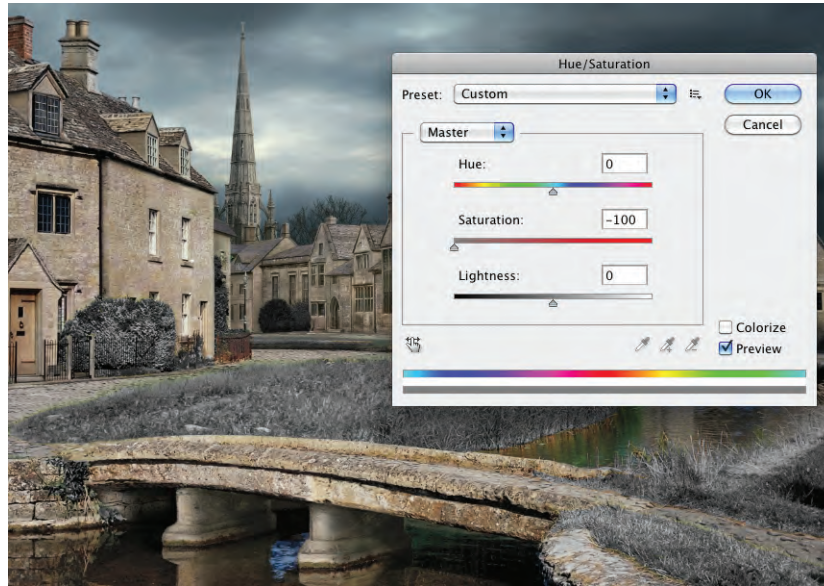 Hue/Saturation
Preset: Custom
OK
Cancel
Master
Hue: 0
Saturation: -100
Lightness: 0
Colorize
Preview